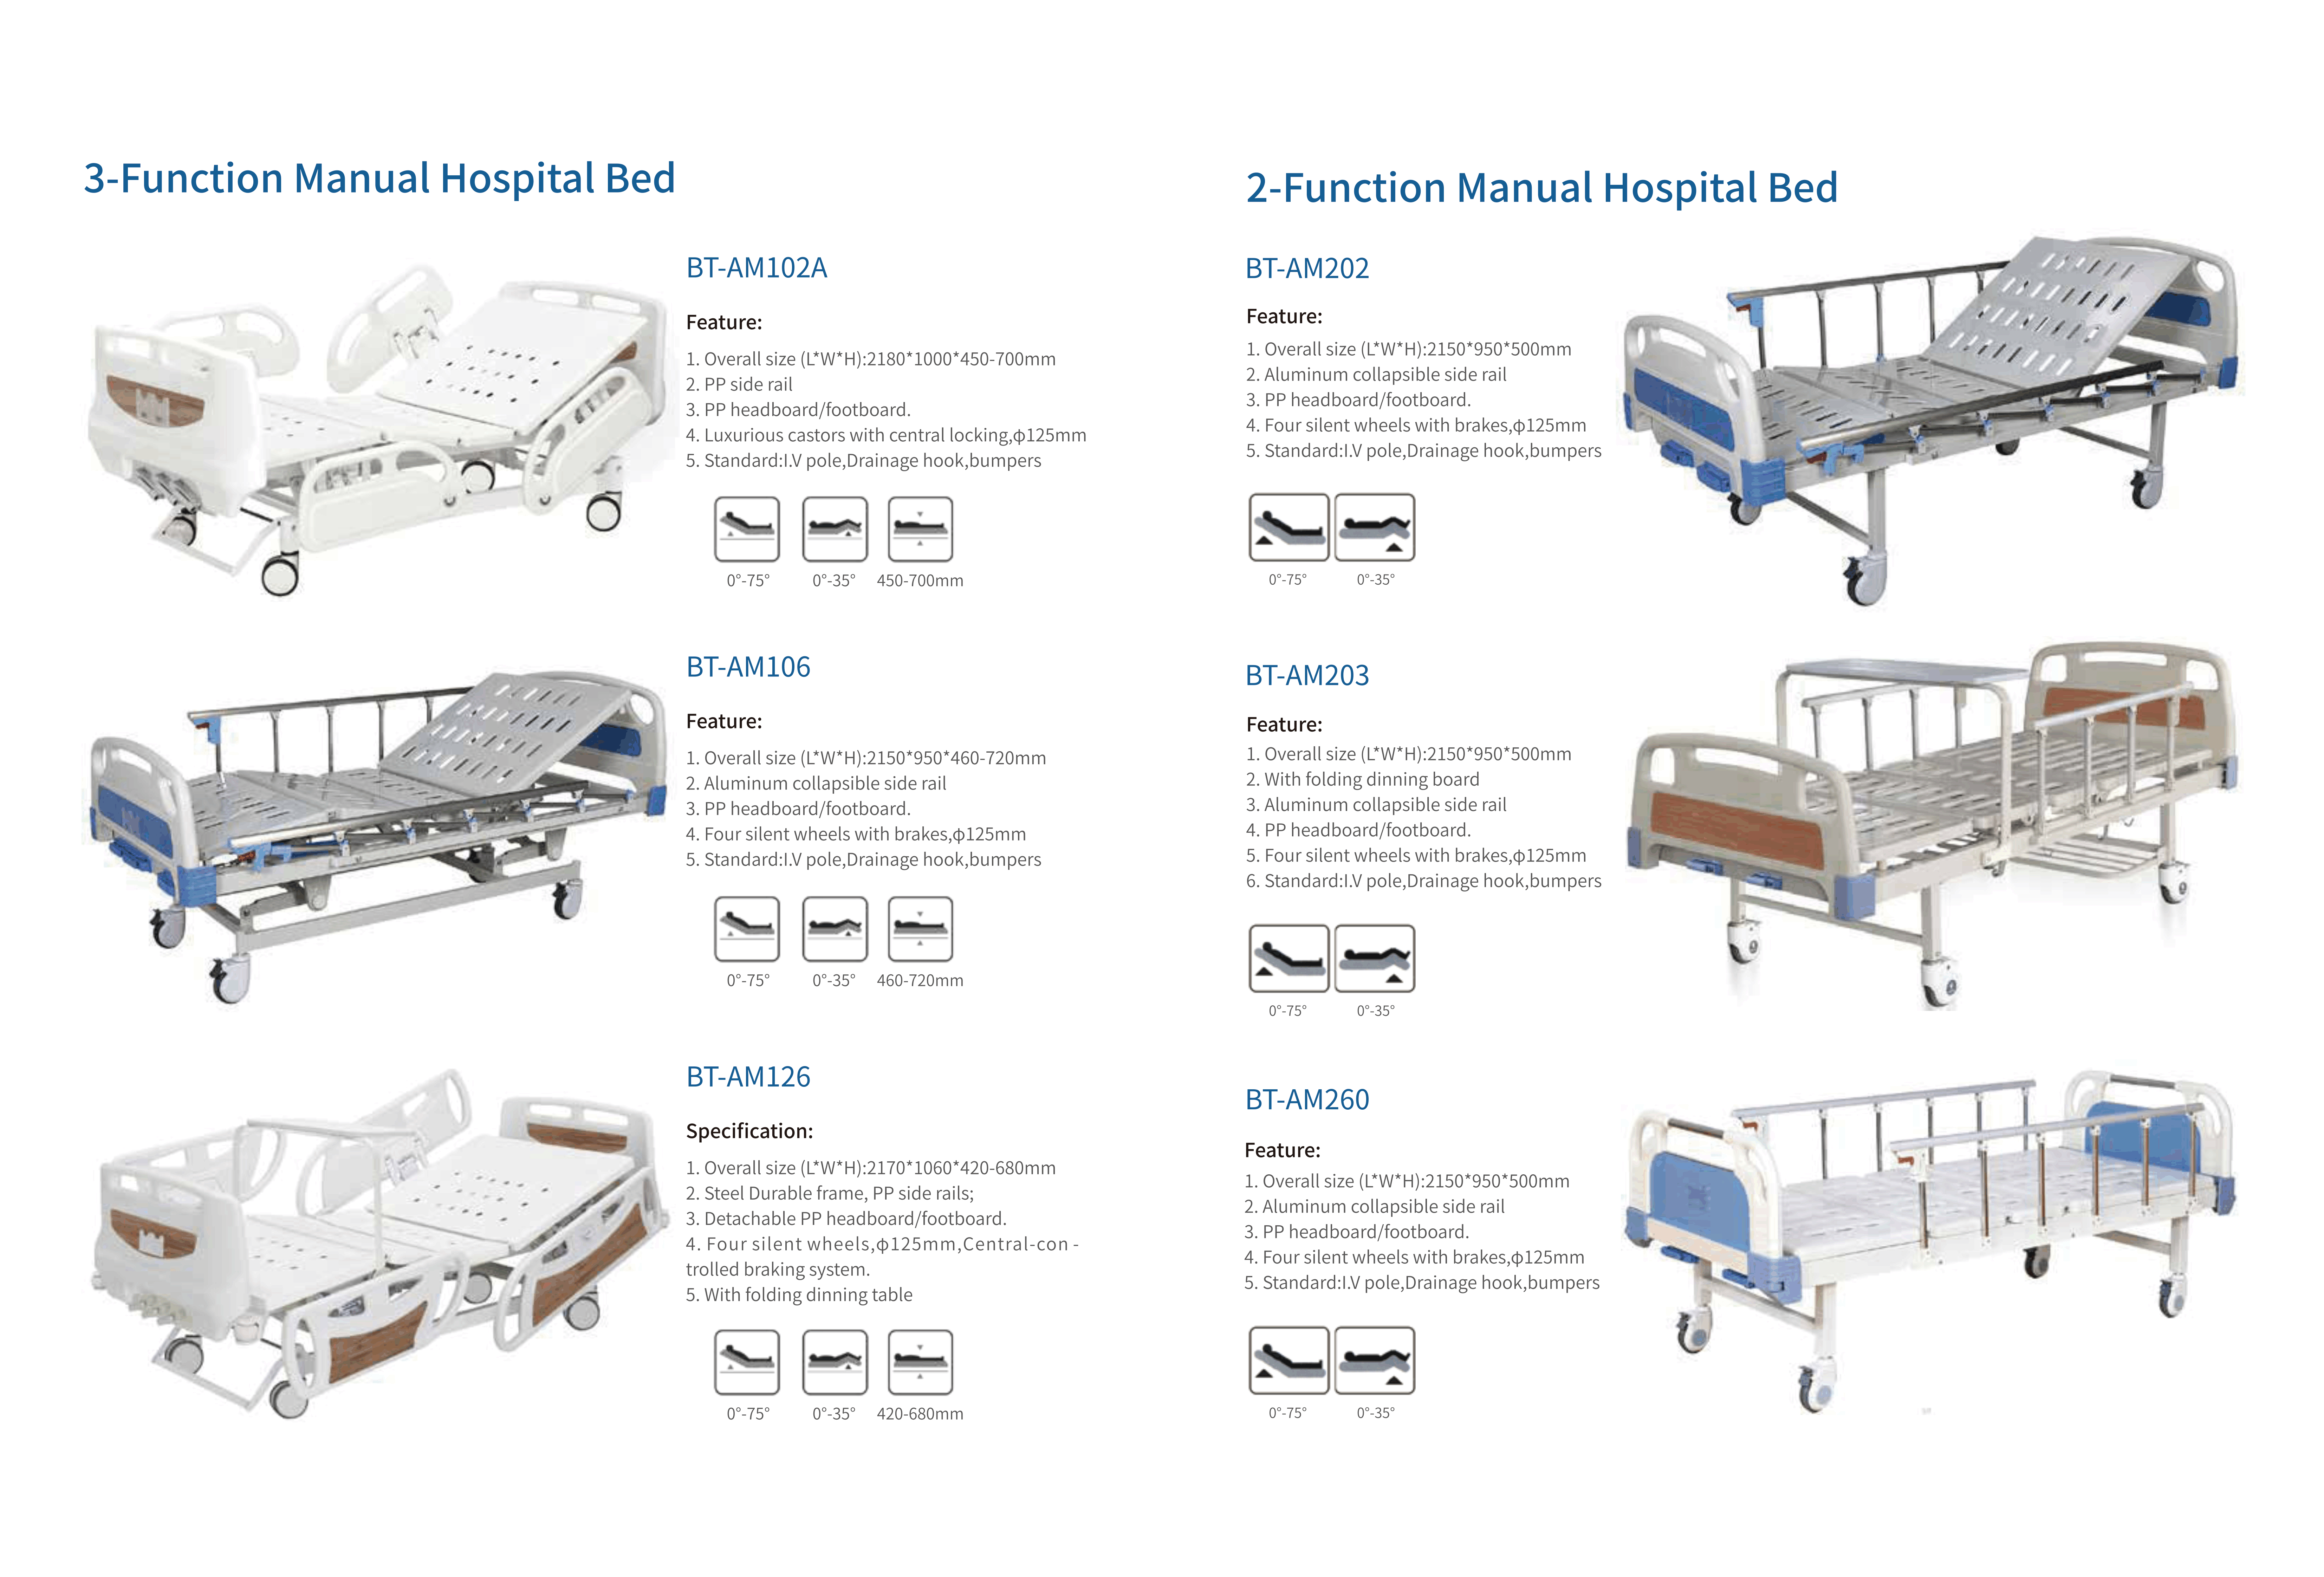 3-Function Manual Hospital Bed
BT-AM102A
Feature:
1. Overall size (L*W*H):2180*1000*450-700mm
2. PP side rail
3. PP headboard/footboard.
4. Luxurious castors with central locking,φ125mm
5. Standard:I.V pole,Drainage hook,bumpers
0°-75° 0°-35° 450-700mm
BT-AM106
Feature:
1. Overall size (L*W*H):2150*950*460-720mm
2. Aluminum collapsible side rail
3. PP headboard/footboard.
4. Four silent wheels with brakes,φ125mm
5. Standard:I.V pole,Drainage hook,bumpers
0°-75° 0°-35° 460-720mm
BT-AM126
Specification:
1. Overall size (L*W*H):2170*1060*420-680mm
2. Steel Durable frame, PP side rails;
3. Detachable PP headboard/footboard.
4. Four silent wheels,φ125mm,Central-con -
trolled braking system.
5. With folding dinning table
0°-75° 0°-35° 420-680mm
2-Function Manual Hospital Bed
BT-AM202
Feature:
1. Overall size (L*W*H):2150*950*500mm
2. Aluminum collapsible side rail
3. PP headboard/footboard.
4. Four silent wheels with brakes,φ125mm
5. Standard:I.V pole,Drainage hook,bumpers
0°-75° 0°-35°
BT-AM203
Feature:
1. Overall size (L*W*H):2150*950*500mm
2. With folding dinning board
3. Aluminum collapsible side rail
4. PP headboard/footboard.
5. Four silent wheels with brakes,φ125mm
6. Standard:I.V pole,Drainage hook,bumpers
0°-75° 0°-35°
BT-AM260
Feature:
1. Overall size (L*W*H):2150*950*500mm
2. Aluminum collapsible side rail
3. PP headboard/footboard.
4. Four silent wheels with brakes,φ125mm
5. Standard:I.V pole,Drainage hook,bumpers
0°-75° 0°-35°